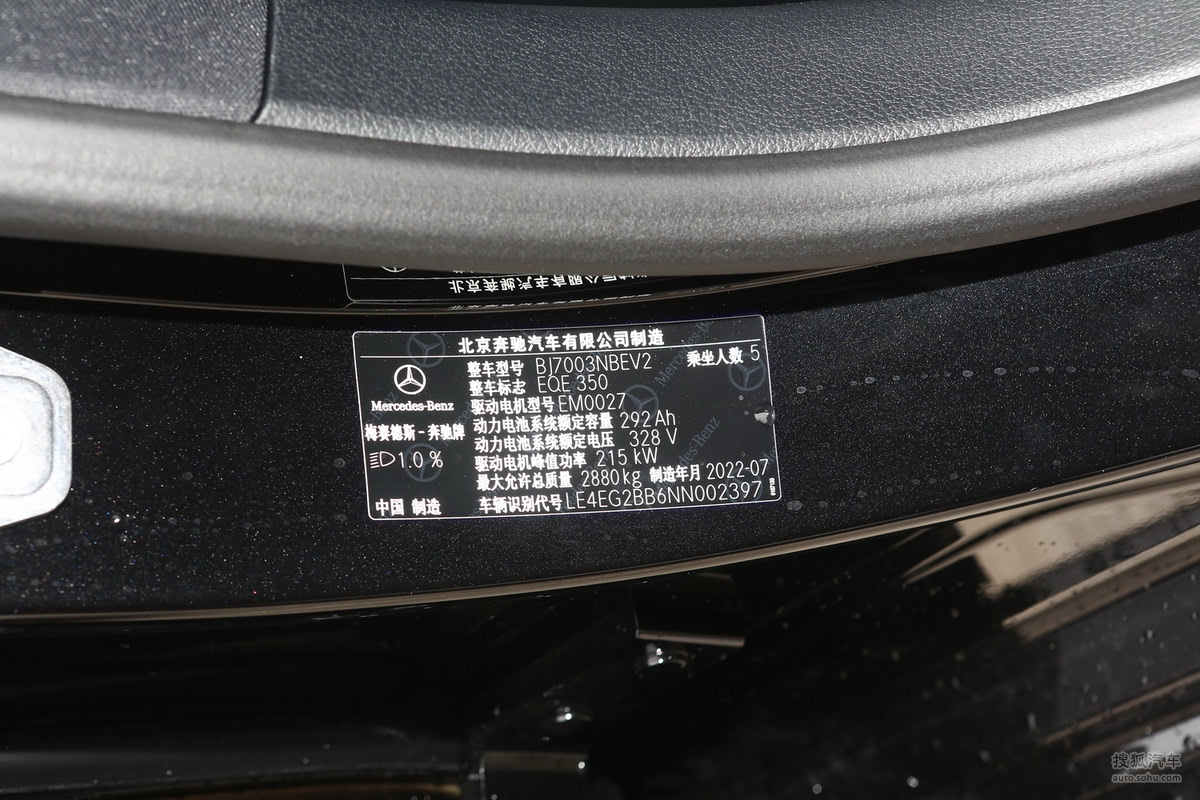 北京奔驰汽车有限公司制造
整车型号 BJ7003NBEV2 乘坐人数 5
整车标志 EQE 350
驱动电机型号 EM0027
动力电池系统额定容量 292Ah
动力电池系统额定电压 328 V
驱动电机峰值功率 215 kW
最大允许总质量 2880kg 制造年月 2022-07
车辆识别代号 LE4EG2BB6NN002397
Mercedes-Benz
梅赛德斯-奔驰牌
1.0 %
中国 制造
Mercedes-Benz
搜狐汽车
auto.sohu.com